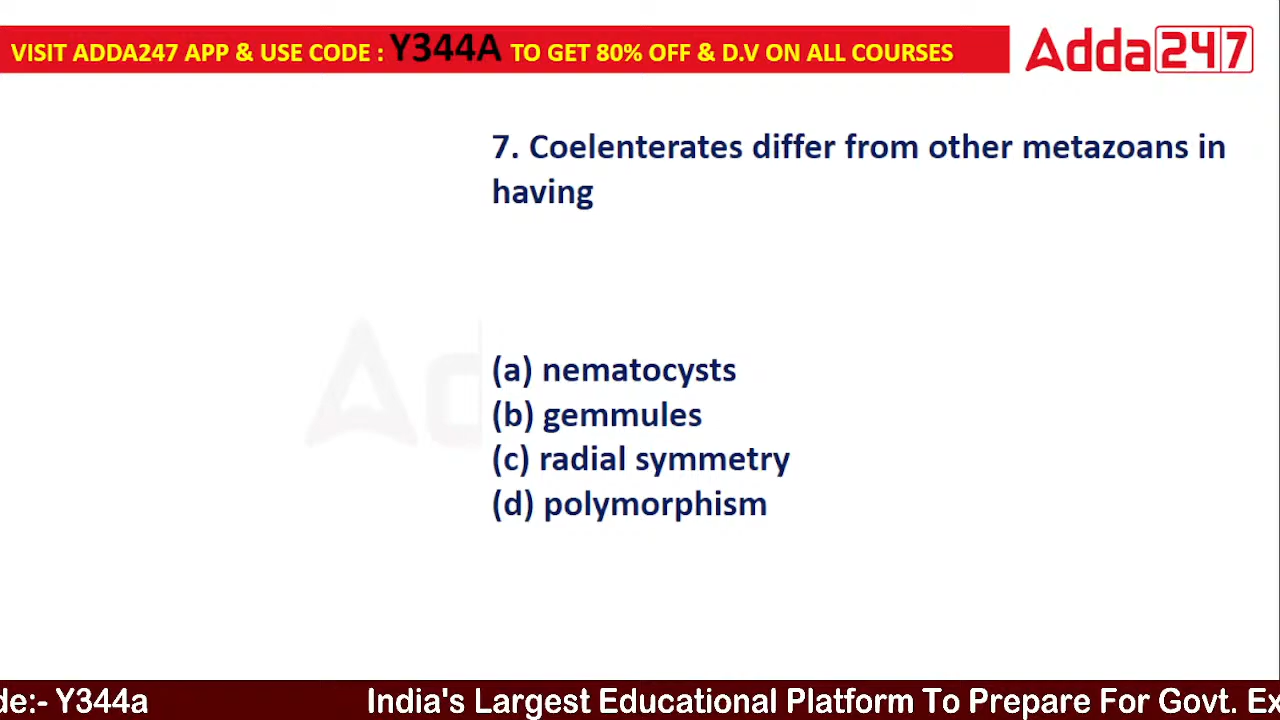 VISIT ADDA247 APP & USE CODE : Y344A TO GET 80% OFF & D.V ON ALL COURSES
Adda247
7. Coelenterates differ from other metazoans in
having
Ad
(a) nematocysts
(b) gemmules
(c) radial symmetry
(d) polymorphism
de:- Y344a India's Largest Educational Platform To Prepare For Govt. Ex